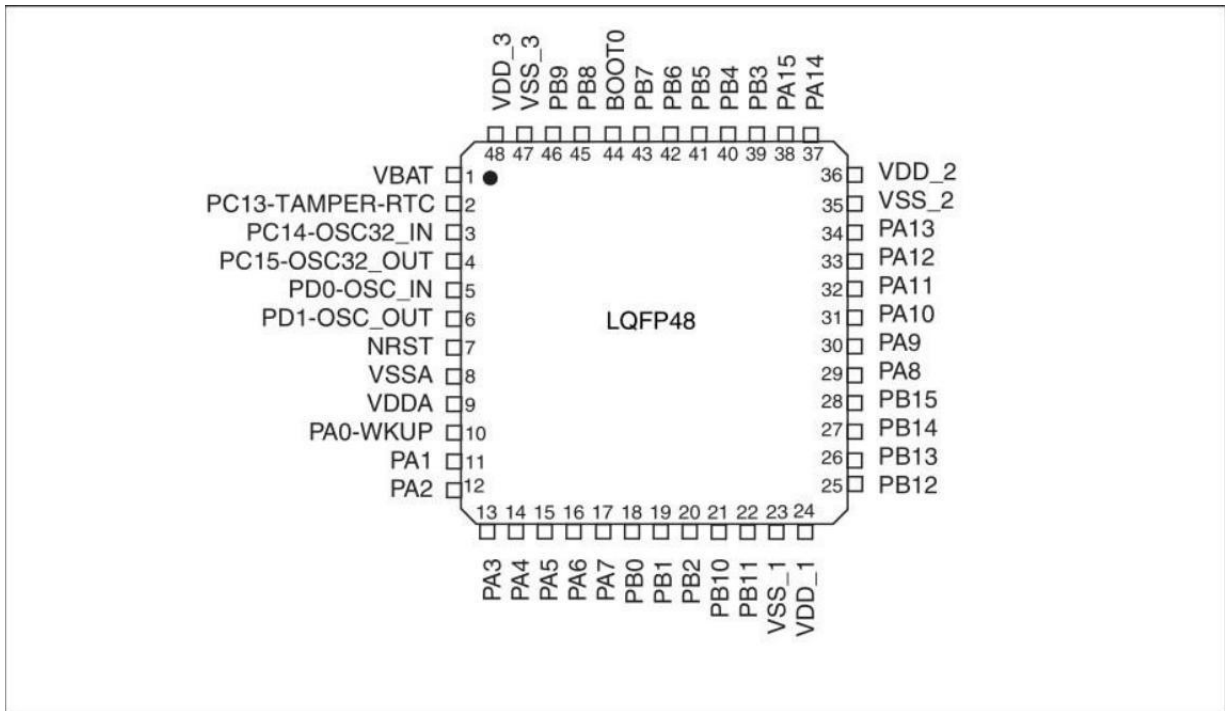 VDD_3
VSS_3
PB9
PB8
BOOT0
PB7
PB6
PB5
PB4
PB3
PA15
PA14
48 47 46 45 44 43 42 41 40 39 38 37
VBAT 1
PC13-TAMPER-RTC 2
PC14-OSC32_IN 3
PC15-OSC32_OUT 4
PD0-OSC_IN 5
PD1-OSC_OUT 6
NRST 7
VSSA 8
VDDA 9
PA0-WKUP 10
PA1 11
PA2 12
LQFP48
36 VDD_2
35 VSS_2
34 PA13
33 PA12
32 PA11
31 PA10
30 PA9
29 PA8
28 PB15
27 PB14
26 PB13
25 PB12
13 14 15 16 17 18 19 20 21 22 23 24
PA3
PA4
PA5
PA6
PA7
PB0
PB1
PB2
PB10
PB11
VSS_1
VDD_1